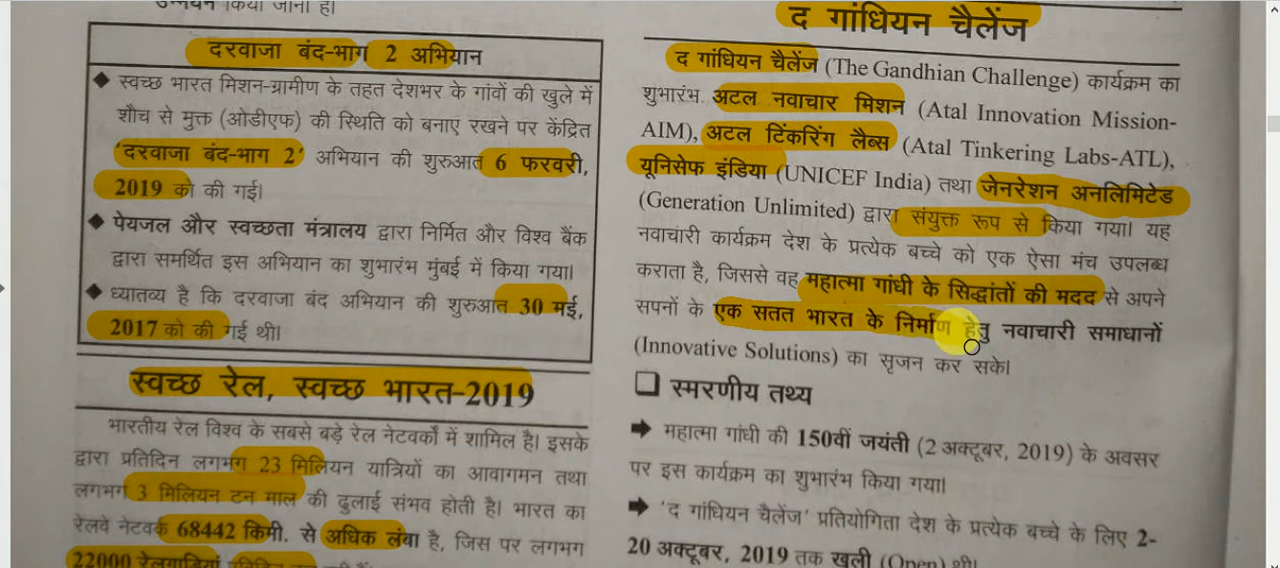 उन्नयन किया जाना है।
दरवाजा बंद-भाग 2 अभियान
◆ स्वच्छ भारत मिशन-ग्रामीण के तहत देशभर के गांवों की खुले में
शौच से मुक्त (ओडीएफ) की स्थिति को बनाए रखने पर केंद्रित
'दरवाजा बंद-भाग 2' अभियान की शुरुआत 6 फरवरी,
2019 को की गई।
◆ पेयजल और स्वच्छता मंत्रालय द्वारा निर्मित और विश्व बैंक
द्वारा समर्थित इस अभियान का शुभारंभ मुंबई में किया गया।
◆ ध्यातव्य है कि दरवाजा बंद अभियान की शुरुआत 30 मई,
2017 को की गई थी।
स्वच्छ रेल, स्वच्छ भारत-2019
भारतीय रेल विश्व के सबसे बड़े रेल नेटवर्कों में शामिल है। इसके
द्वारा प्रतिदिन लगभग 23 मिलियन यात्रियों का आवागमन तथा
लगभग 3 मिलियन टन माल की ढुलाई संभव होती है। भारत का
रेलवे नेटवर्क 68442 किमी. से अधिक लंबा है, जिस पर लगभग
22000 रेलगाड़ियां
द गांधियन चैलेंज
द गांधियन चैलेंज (The Gandhian Challenge) कार्यक्रम का
शुभारंभ अटल नवाचार मिशन (Atal Innovation Mission-
AIM), अटल टिंकरिंग लैब्स (Atal Tinkering Labs-ATL),
यूनिसेफ इंडिया (UNICEF India) तथा जेनरेशन अनलिमिटेड
(Generation Unlimited) द्वारा संयुक्त रूप से किया गया। यह
नवाचारी कार्यक्रम देश के प्रत्येक बच्चे को एक ऐसा मंच उपलब्ध
कराता है, जिससे वह महात्मा गांधी के सिद्धांतों की मदद से अपने
सपनों के एक सतत भारत के निर्माण हेतु नवाचारी समाधानों
(Innovative Solutions) का सृजन कर सके।
❑ स्मरणीय तथ्य
➡ महात्मा गांधी की 150वीं जयंती (2 अक्टूबर, 2019) के अवसर
पर इस कार्यक्रम का शुभारंभ किया गया।
➡ 'द गांधियन चैलेंज' प्रतियोगिता देश के प्रत्येक बच्चे के लिए 2-
20 अक्टूबर, 2019 तक खुली (Open) थी।